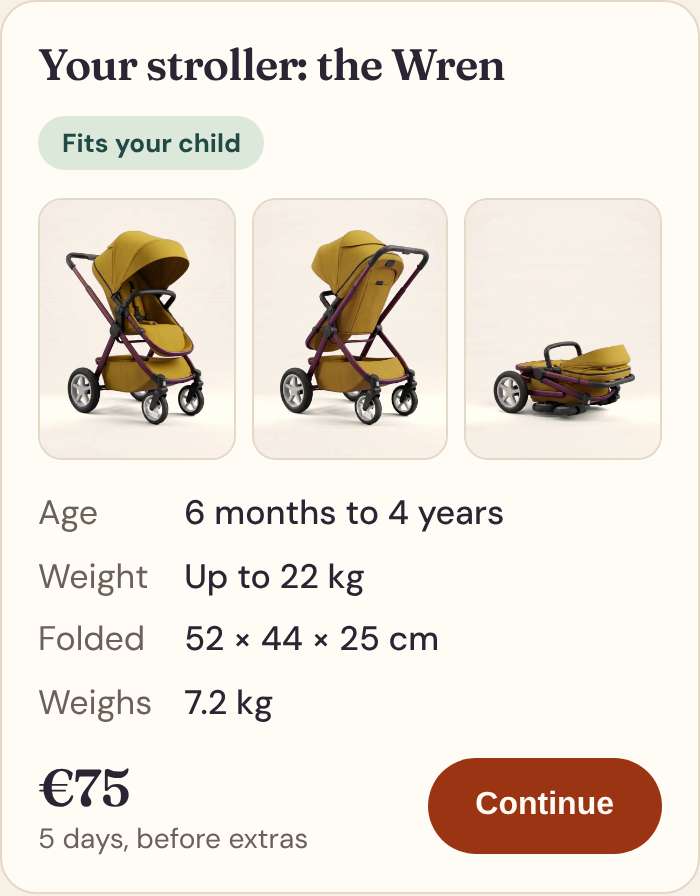 Your stroller: the Wren
Fits your child
Age 6 months to 4 years
Weight Up to 22 kg
Folded 52 × 44 × 25 cm
Weighs 7.2 kg
€75
5 days, before extras
Continue